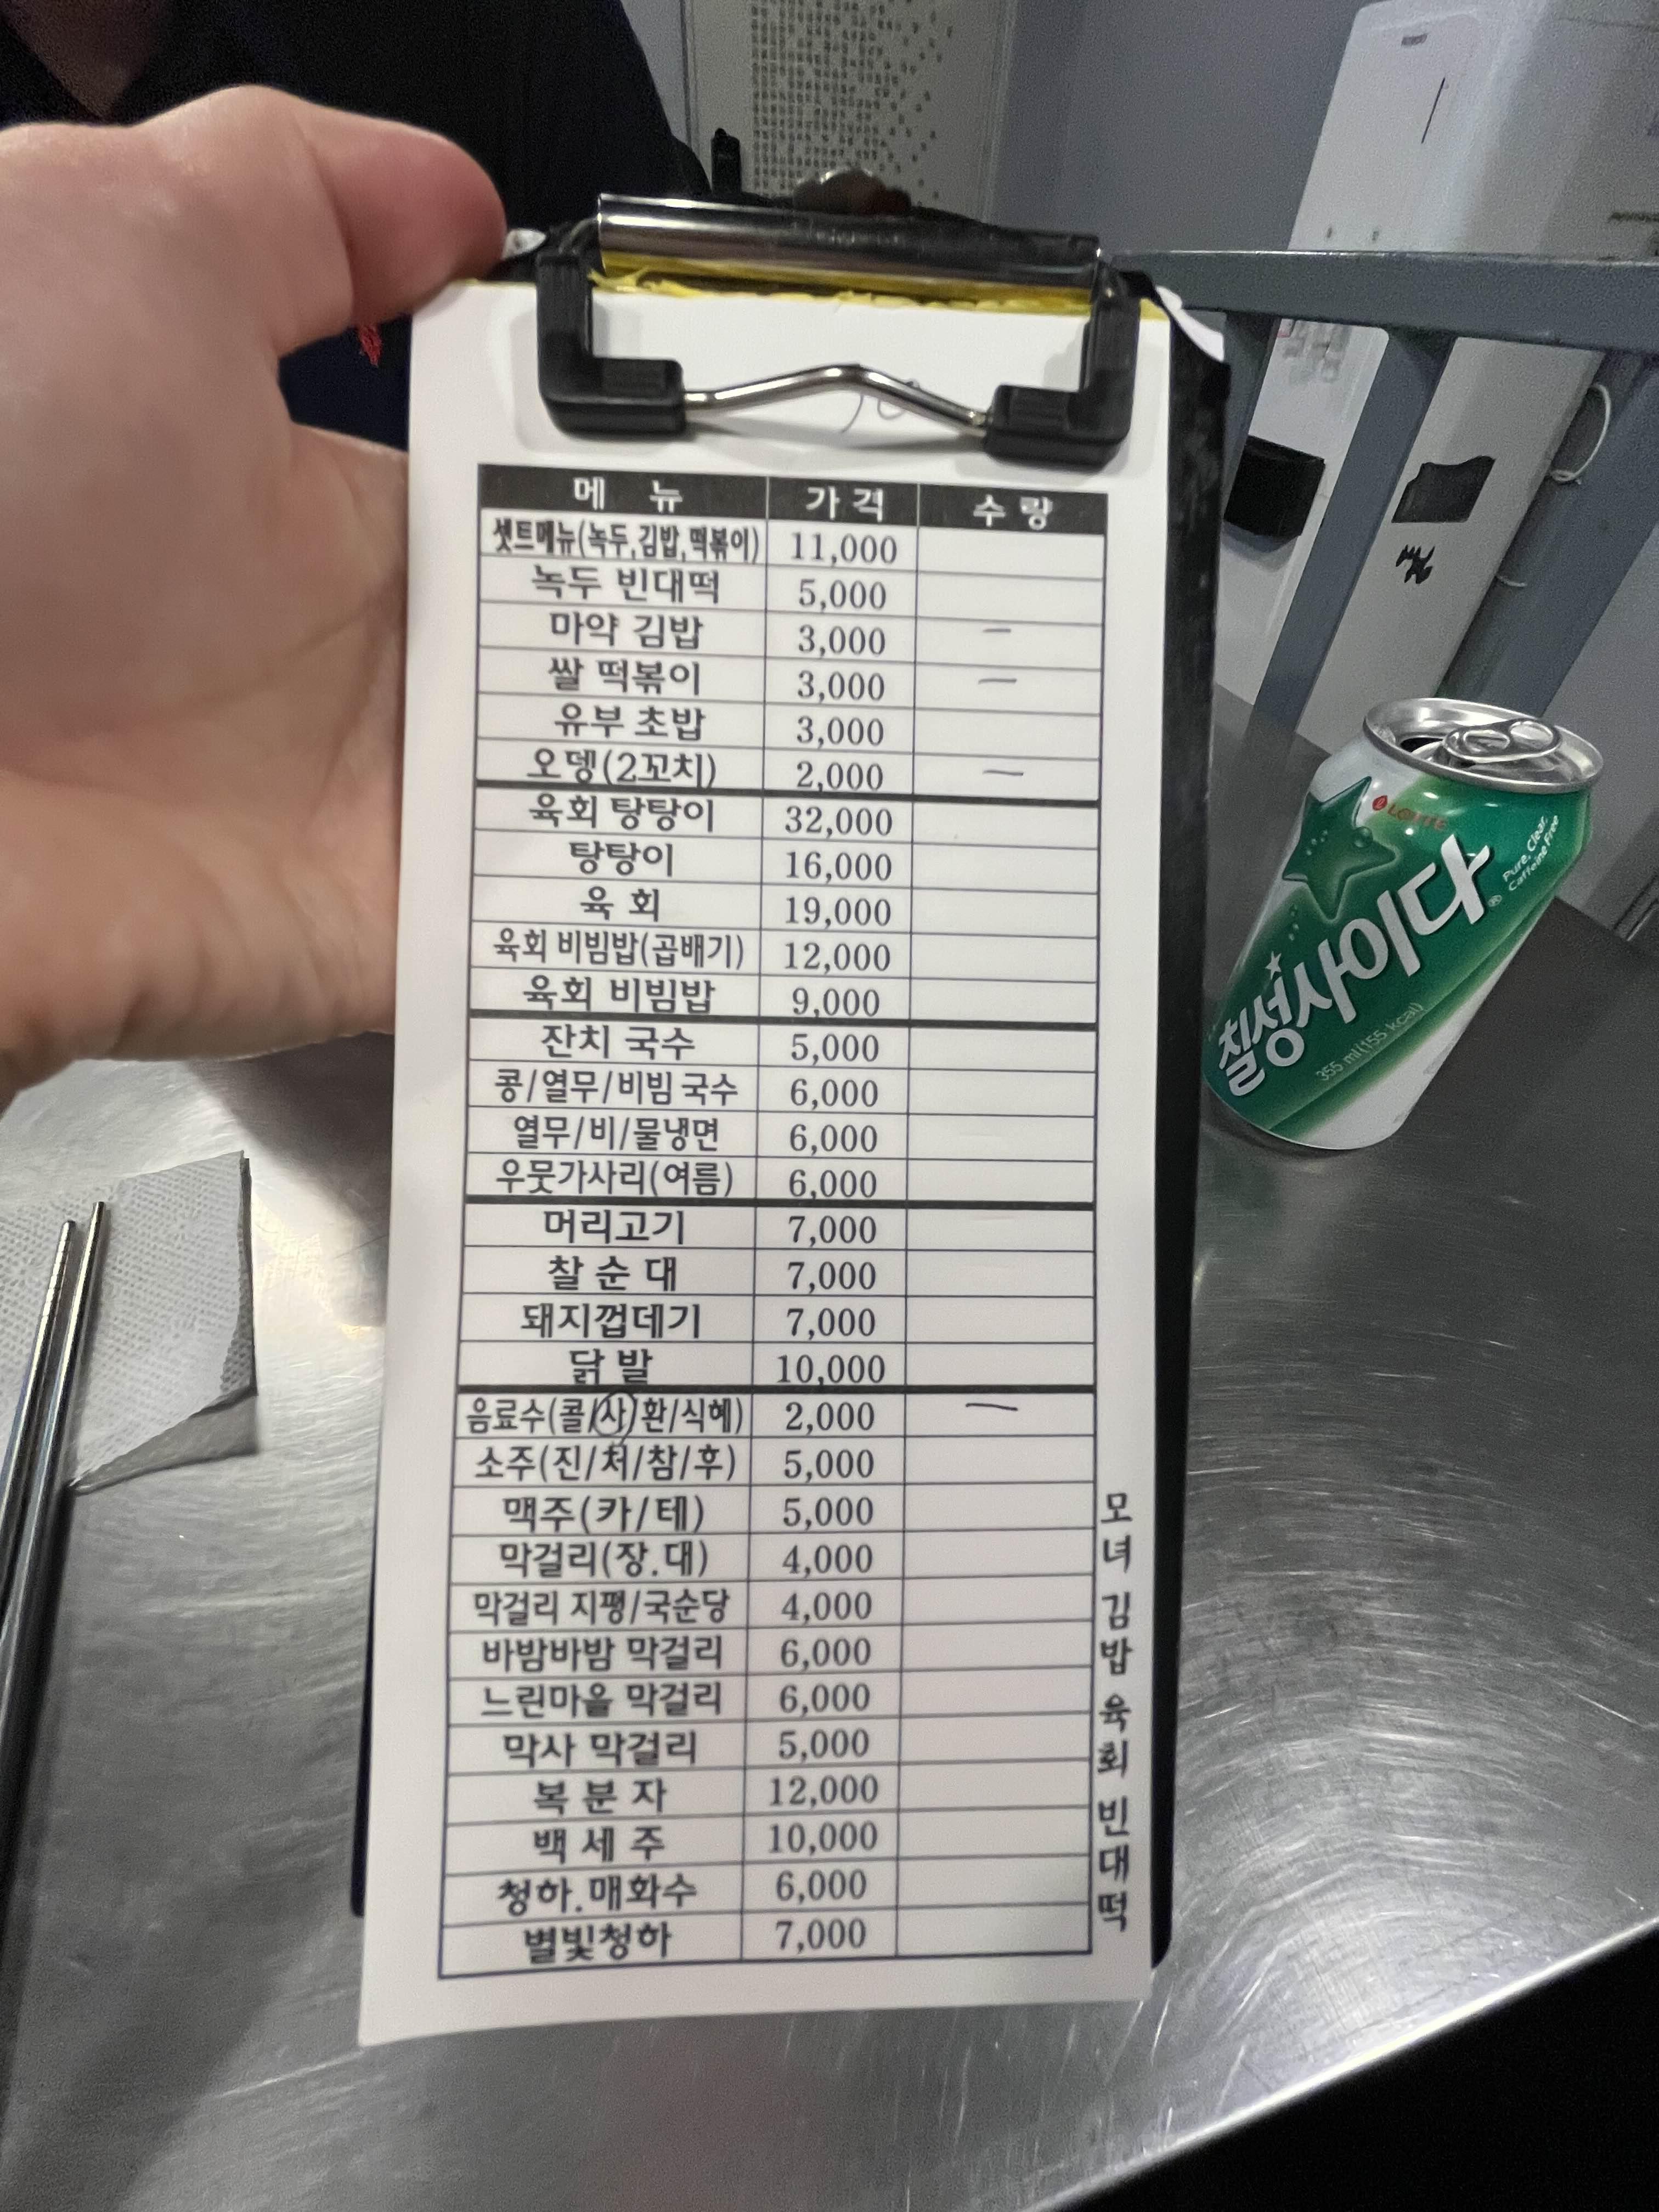 메 뉴 가 격 수 량
셋트메뉴(녹두,김밥,떡볶이) 11,000
녹두 빈대떡 5,000
마약 김밥 3,000 ㅡ
쌀 떡볶이 3,000 ㅡ
유부 초밥 3,000
오뎅(2꼬치) 2,000 ㅡ
육회 탕탕이 32,000
탕탕이 16,000
육 회 19,000
육회 비빔밥(곱배기) 12,000
육회 비빔밥 9,000
잔치 국수 5,000
콩/열무/비빔 국수 6,000
열무/비/물냉면 6,000
우뭇가사리(여름) 6,000
머리고기 7,000
찰 순 대 7,000
돼지껍데기 7,000
닭 발 10,000
음료수(콜/사/환/식혜) 2,000 ㅡ
소주(진/처/참/후) 5,000
맥주(카/테) 5,000
막걸리(장.대) 4,000
막걸리 지평/국순당 4,000
바밤바밤 막걸리 6,000
느린마을 막걸리 6,000
막사 막걸리 5,000
복 분 자 12,000
백 세 주 10,000
청하.매화수 6,000
별빛청하 7,000
모녀 김밥 육회 빈대떡
LOTTE
칠성사이다
Pure, Clear,
Caffeine Free
355 ml(155 kcal)